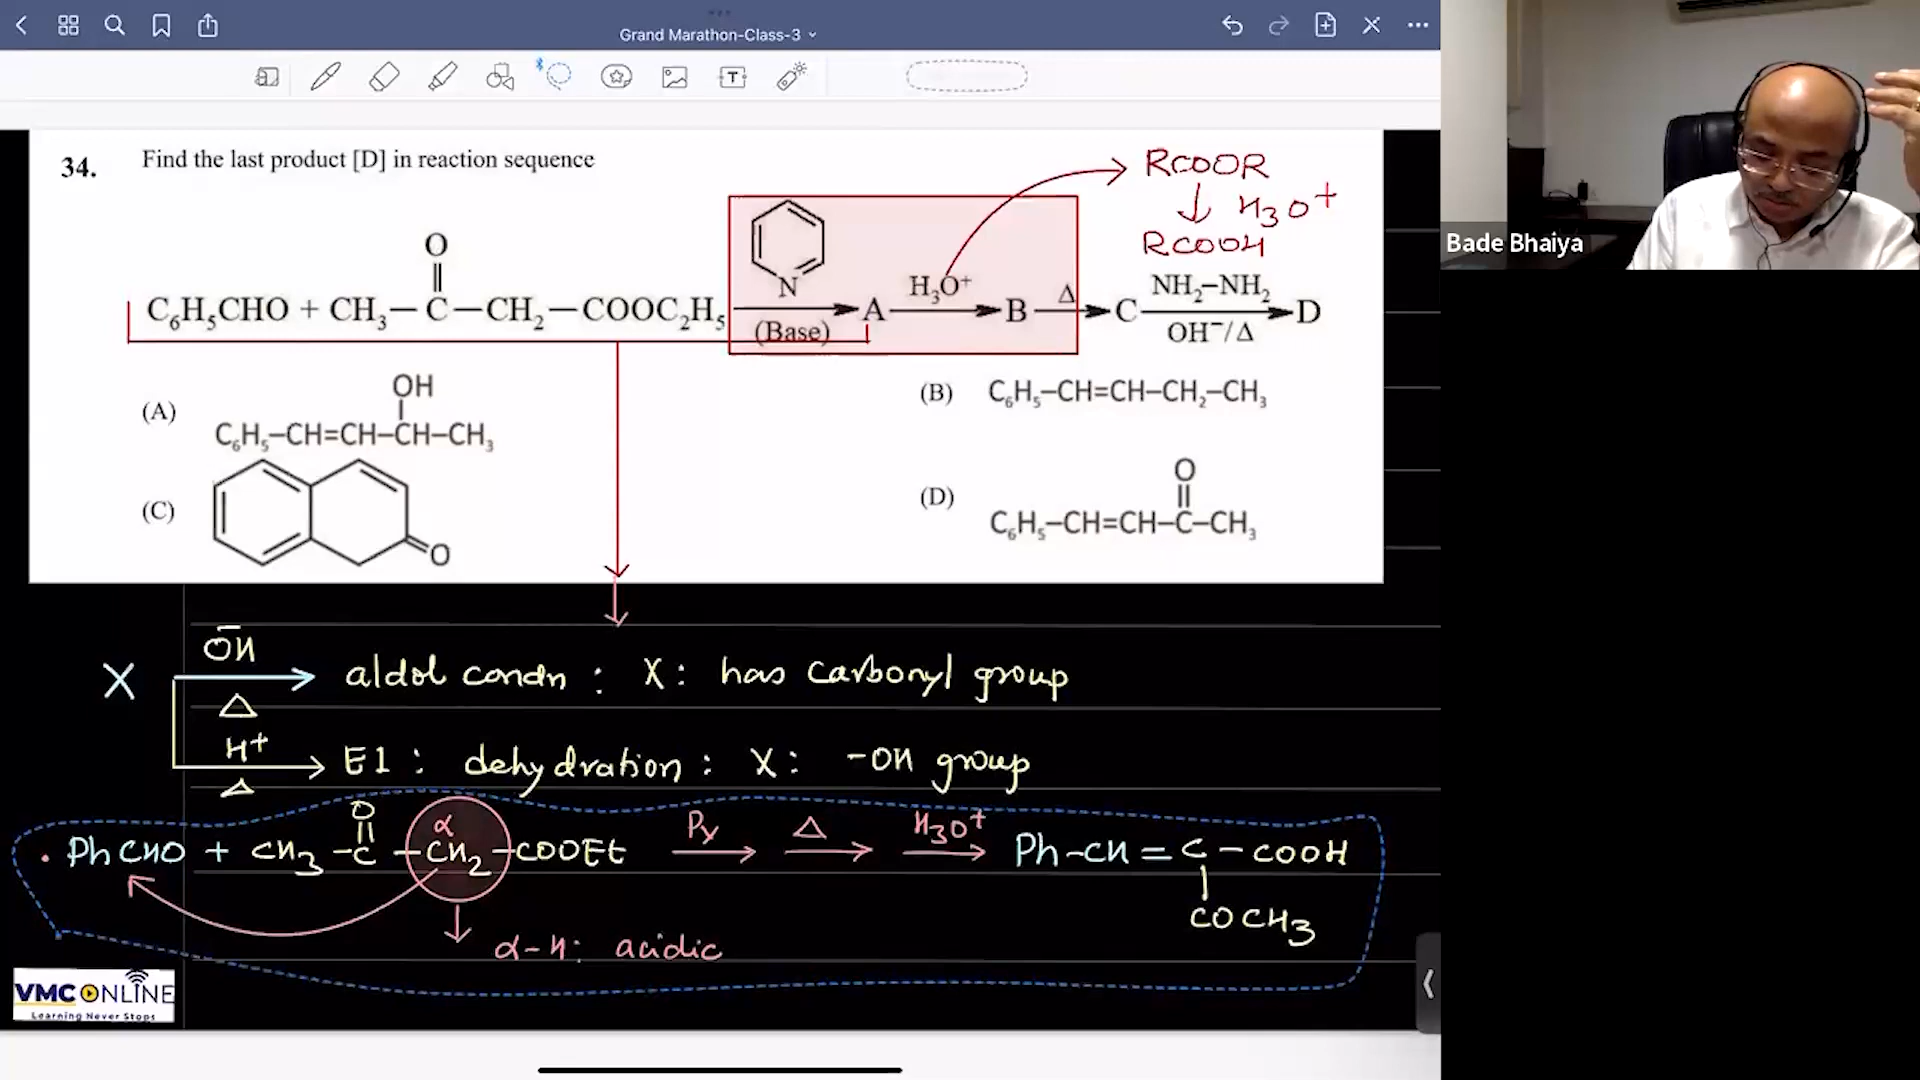 Grand Marathon-Class-3
34. Find the last product [D] in reaction sequence
RCOOR
↓ H₃O⁺
RCOOH
O
C₆H₅CHO + CH₃—C—CH₂—COOC₂H₅ N (Base) A H₃O⁺ B Δ C NH₂–NH₂ OH⁻/Δ D
(A) OH
C₆H₅–CH=CH–CH–CH₃
(B) C₆H₅–CH=CH–CH₂–CH₃
(C) O
(D) O
C₆H₅–CH=CH–C–CH₃
X ŌH Δ aldol condn : X: has carbonyl group
H⁺ Δ E1 : dehydration : X: -OH group
O α
. PhCHO + CH₃–C–CH₂–COOEt Py Δ H₃O⁺ Ph-CH=C-COOH
COCH₃
α-H: acidic
VMC ONLINE
Learning Never Stops
Bade Bhaiya